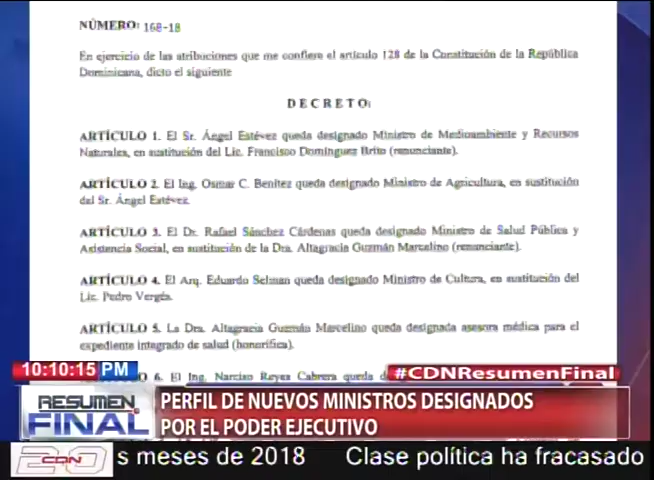 NÚMERO: 168-18
En ejercicio de las atribuciones que me confiere el artículo 128 de la Constitución de la República
Dominicana, dicto el siguiente
DECRETO:
ARTÍCULO 1. El Sr. Ángel Estévez queda designado Ministro de Medioambiente y Recursos
Naturales, en sustitución del Lic. Francisco Domínguez Brito (renunciante).
ARTÍCULO 2. El Ing. Osmar C. Benítez queda designado Ministro de Agricultura, en sustitución
del Sr. Ángel Estévez.
ARTÍCULO 3. El Dr. Rafael Sánchez Cárdenas queda designado Ministro de Salud Pública y
Asistencia Social, en sustitución de la Dra. Altagracia Guzmán Marcelino (renunciante).
ARTÍCULO 4. El Arq. Eduardo Selman queda designado Ministro de Cultura, en sustitución del
Lic. Pedro Vergés.
ARTÍCULO 5. La Dra. Altagracia Guzmán Marcelino queda designada asesora médica para el
expediente integrado de salud (honorífica).
6. El Ing. Narciso Reyes Cabrera queda
10:10:15 PM
#CDNResumenFinal
RESUMEN FINAL
PERFIL DE NUEVOS MINISTROS DESIGNADOS
POR EL PODER EJECUTIVO
CDN
s meses de 2018 Clase política ha fracasado